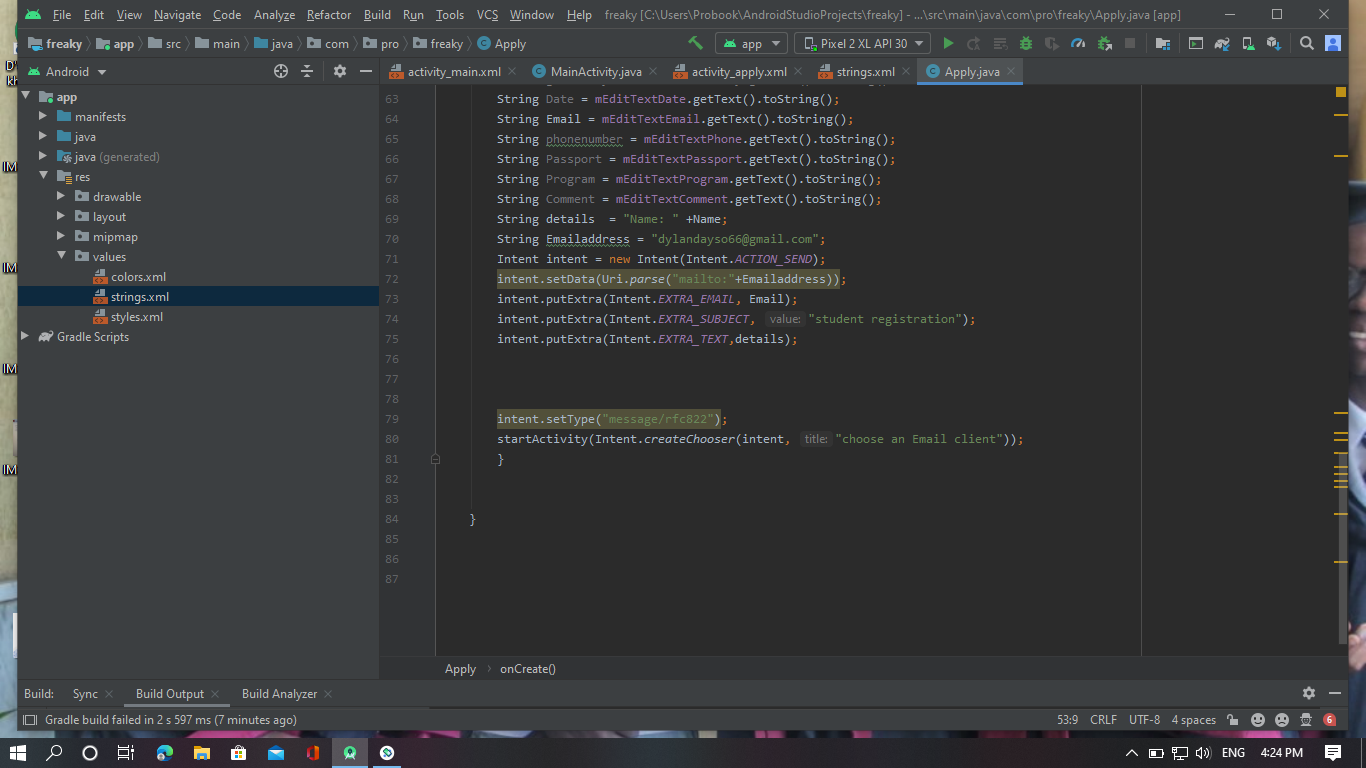 File Edit View Navigate Code Analyze Refactor Build Run Tools VCS Window Help freaky [C:\Users\Probook\AndroidStudioProjects\freaky] - ...\src\main\java\com\pro\freaky\Apply.java [app]
freaky app src main java com pro freaky Apply app Pixel 2 XL API 30
Android
activity_main.xml MainActivity.java activity_apply.xml strings.xml Apply.java
app
manifests
java
java (generated)
res
drawable
layout
mipmap
values
colors.xml
strings.xml
styles.xml
Gradle Scripts
63 String Date = mEditTextDate.getText().toString();
64 String Email = mEditTextEmail.getText().toString();
65 String phonenumber = mEditTextPhone.getText().toString();
66 String Passport = mEditTextPassport.getText().toString();
67 String Program = mEditTextProgram.getText().toString();
68 String Comment = mEditTextComment.getText().toString();
69 String details  = "Name: " +Name;
70 String Emailaddress = "dylandayso66@gmail.com";
71 Intent intent = new Intent(Intent.ACTION_SEND);
72 intent.setData(Uri.parse("mailto:"+Emailaddress));
73 intent.putExtra(Intent.EXTRA_EMAIL, Email);
74 intent.putExtra(Intent.EXTRA_SUBJECT, value: "student registration");
75 intent.putExtra(Intent.EXTRA_TEXT,details);
76
77
78
79 intent.setType("message/rfc822");
80 startActivity(Intent.createChooser(intent, title: "choose an Email client"));
81 }
82
83
84 }
85
86
87
Apply onCreate()
Build: Sync Build Output Build Analyzer
Gradle build failed in 2 s 597 ms (7 minutes ago) 53:9 CRLF UTF-8 4 spaces 6
ENG 4:24 PM